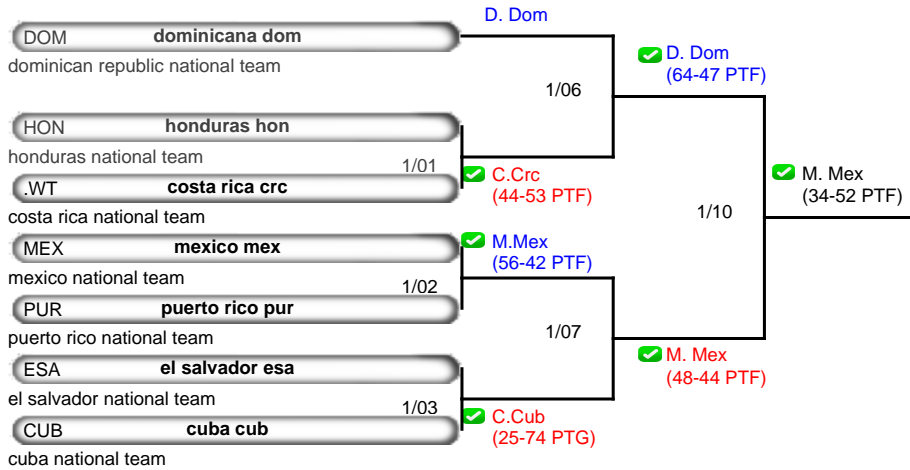 D. Dom
DOM dominicana dom
dominican republic national team
D. Dom
(64-47 PTF)
1/06
HON honduras hon
honduras national team
1/01
.WT costa rica crc
costa rica national team
C.Crc
(44-53 PTF)
M. Mex
(34-52 PTF)
1/10
MEX mexico mex
mexico national team
M.Mex
(56-42 PTF)
1/02
PUR puerto rico pur
puerto rico national team
1/07
ESA el salvador esa
el salvador national team
M. Mex
(48-44 PTF)
1/03
CUB cuba cub
cuba national team
C.Cub
(25-74 PTG)